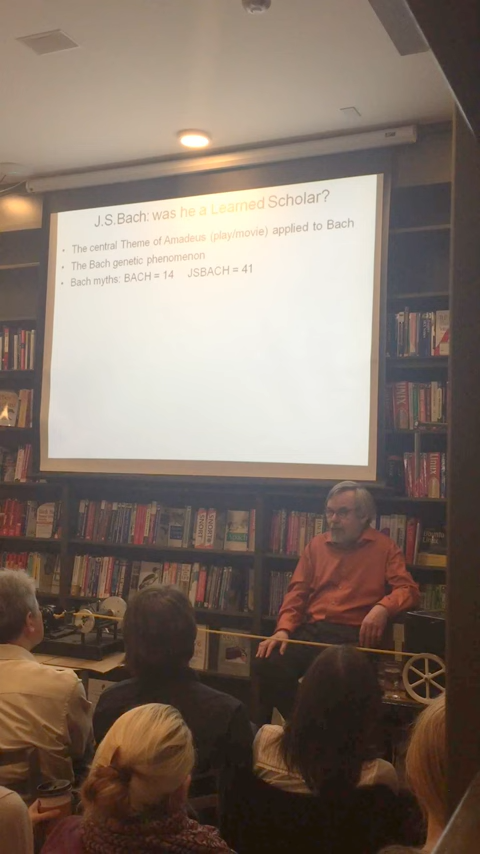 J.S.Bach: was he a Learned Scholar?
• The central Theme of Amadeus (play/movie) applied to Bach
• The Bach genetic phenomenon
• Bach myths: BACH = 14 JSBACH = 41